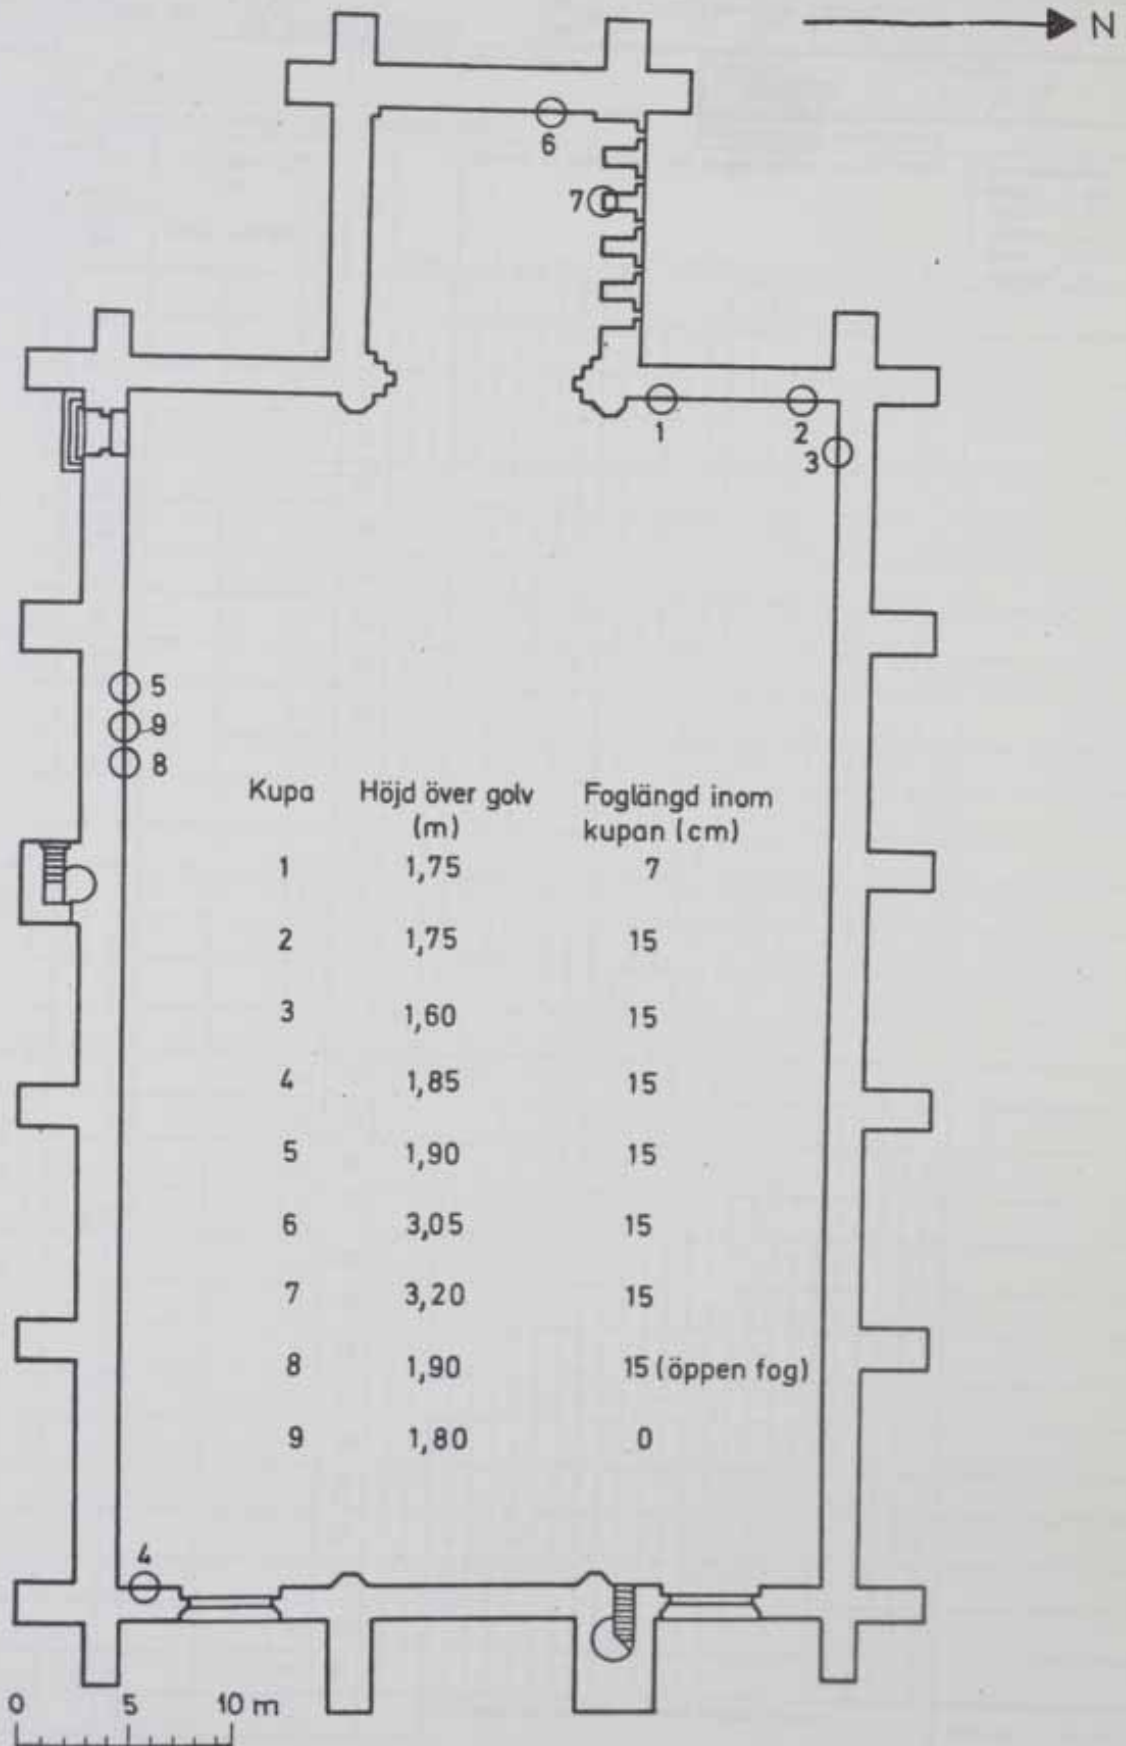 N
6
7
1
2
3
5
9
8
Kupa Höjd över golv (m) Foglängd inom kupan (cm)
1 1,75 7
2 1,75 15
3 1,60 15
4 1,85 15
5 1,90 15
6 3,05 15
7 3,20 15
8 1,90 15 (öppen fog)
9 1,80 0
4
0 5 10 m